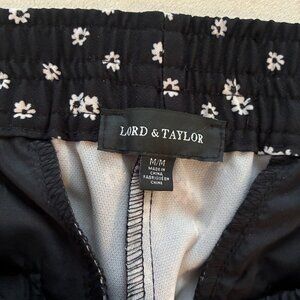 LORD & TAYLOR
M/M
MADE IN
CHINA
FABRIQUÉ EN
CHINE